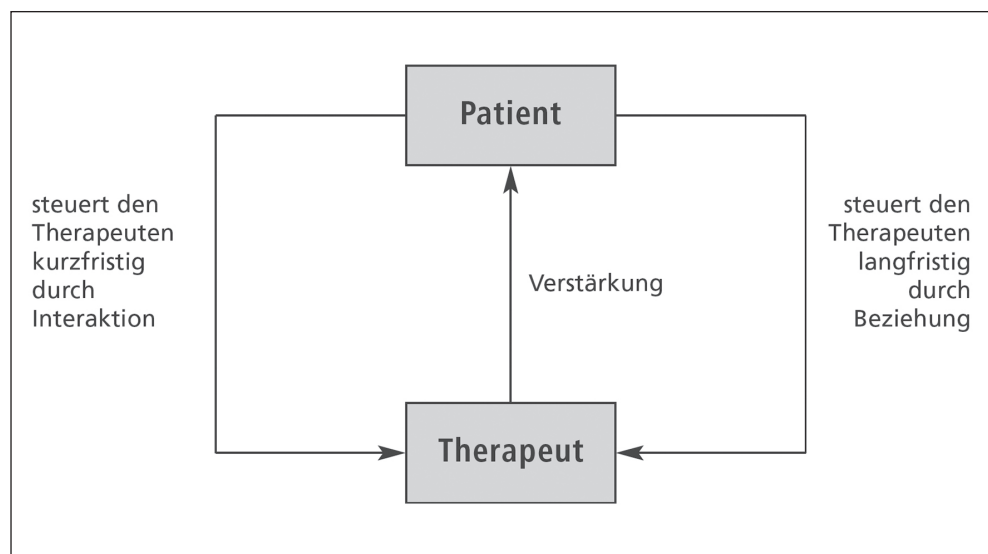 Patient
steuert den
Therapeuten
kurzfristig
durch
Interaktion
Verstärkung
steuert den
Therapeuten
langfristig
durch
Beziehung
Therapeut